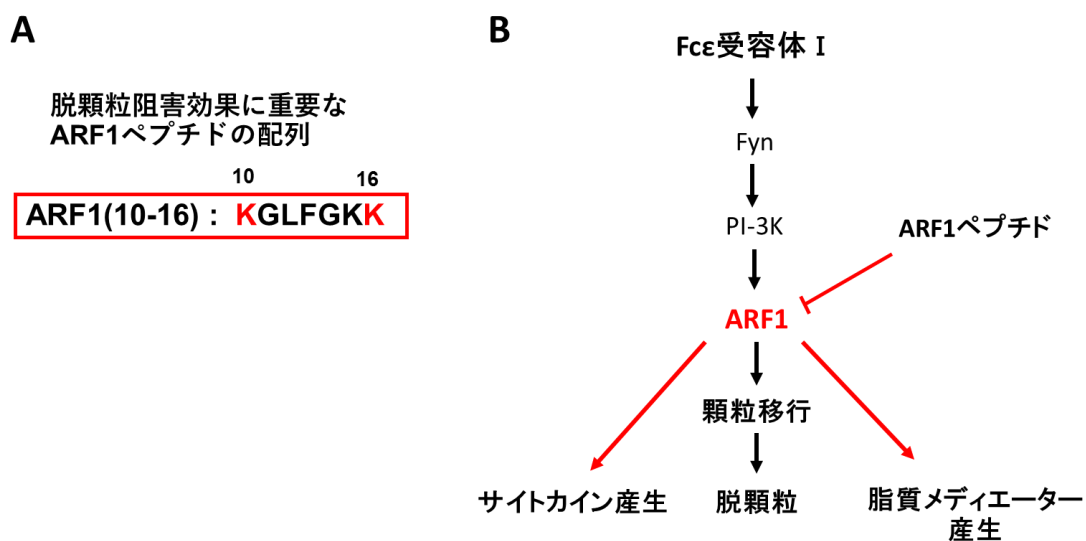 A
脱顆粒阻害効果に重要な
ARF1ペプチドの配列
10 16
ARF1(10-16) : KGLFGKK
B
Fcε受容体 I
Fyn
PI-3K
ARF1ペプチド
ARF1
顆粒移行
サイトカイン産生
脱顆粒
脂質メディエーター
産生